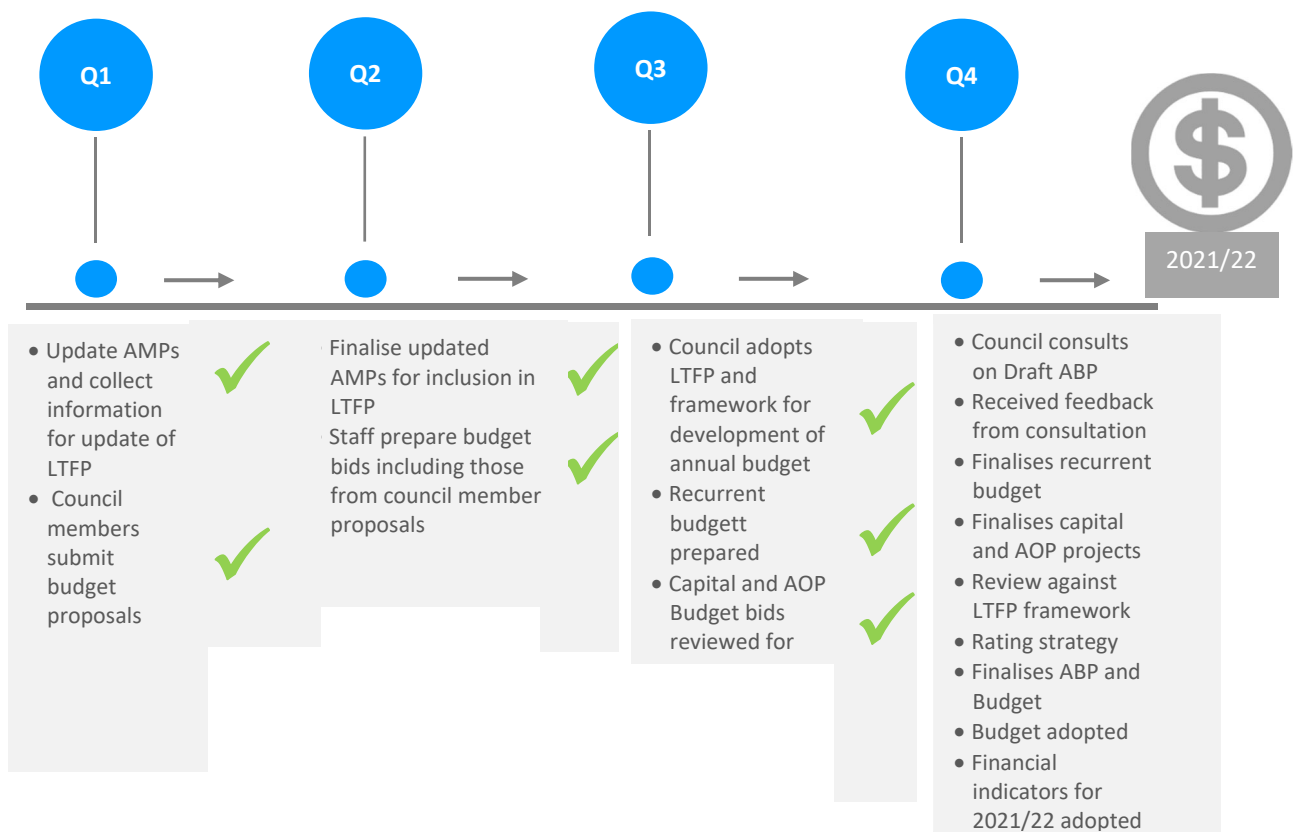 Q1
Q2
Q3
Q4
2021/22
• Update AMPs
and collect
information
for update of
LTFP
• Council
members
submit
budget
proposals
Finalise updated
AMPs for inclusion in
LTFP
Staff prepare budget
bids including those
from council member
proposals
• Council adopts
LTFP and
framework for
development of
annual budget
• Recurrent
budgett
prepared
• Capital and AOP
Budget bids
reviewed for
• Council consults
on Draft ABP
• Received feedback
from consultation
• Finalises recurrent
budget
• Finalises capital
and AOP projects
• Review against
LTFP framework
• Rating strategy
• Finalises ABP and
Budget
• Budget adopted
• Financial
indicators for
2021/22 adopted